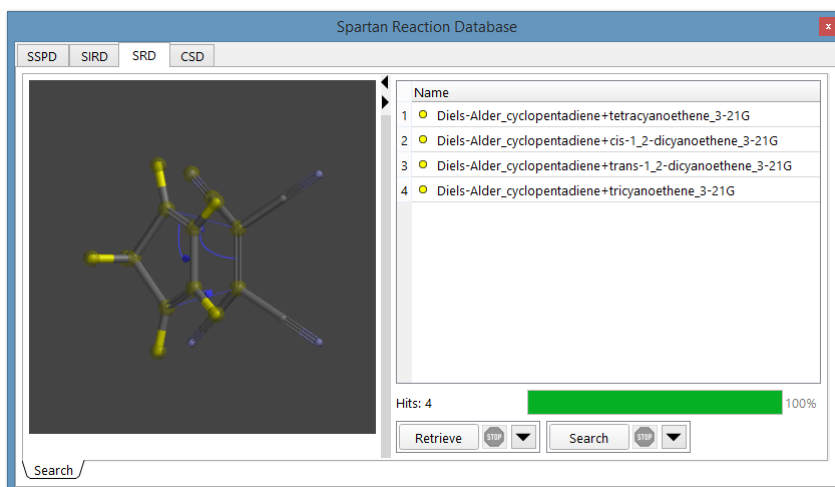 Spartan Reaction Database
x
SSPD SIRD SRD CSD
Name
1 Diels-Alder_cyclopentadiene+tetracyanoethene_3-21G
2 Diels-Alder_cyclopentadiene+cis-1_2-dicyanoethene_3-21G
3 Diels-Alder_cyclopentadiene+trans-1_2-dicyanoethene_3-21G
4 Diels-Alder_cyclopentadiene+tricyanoethene_3-21G
Hits: 4 100%
Retrieve STOP Search STOP
Search